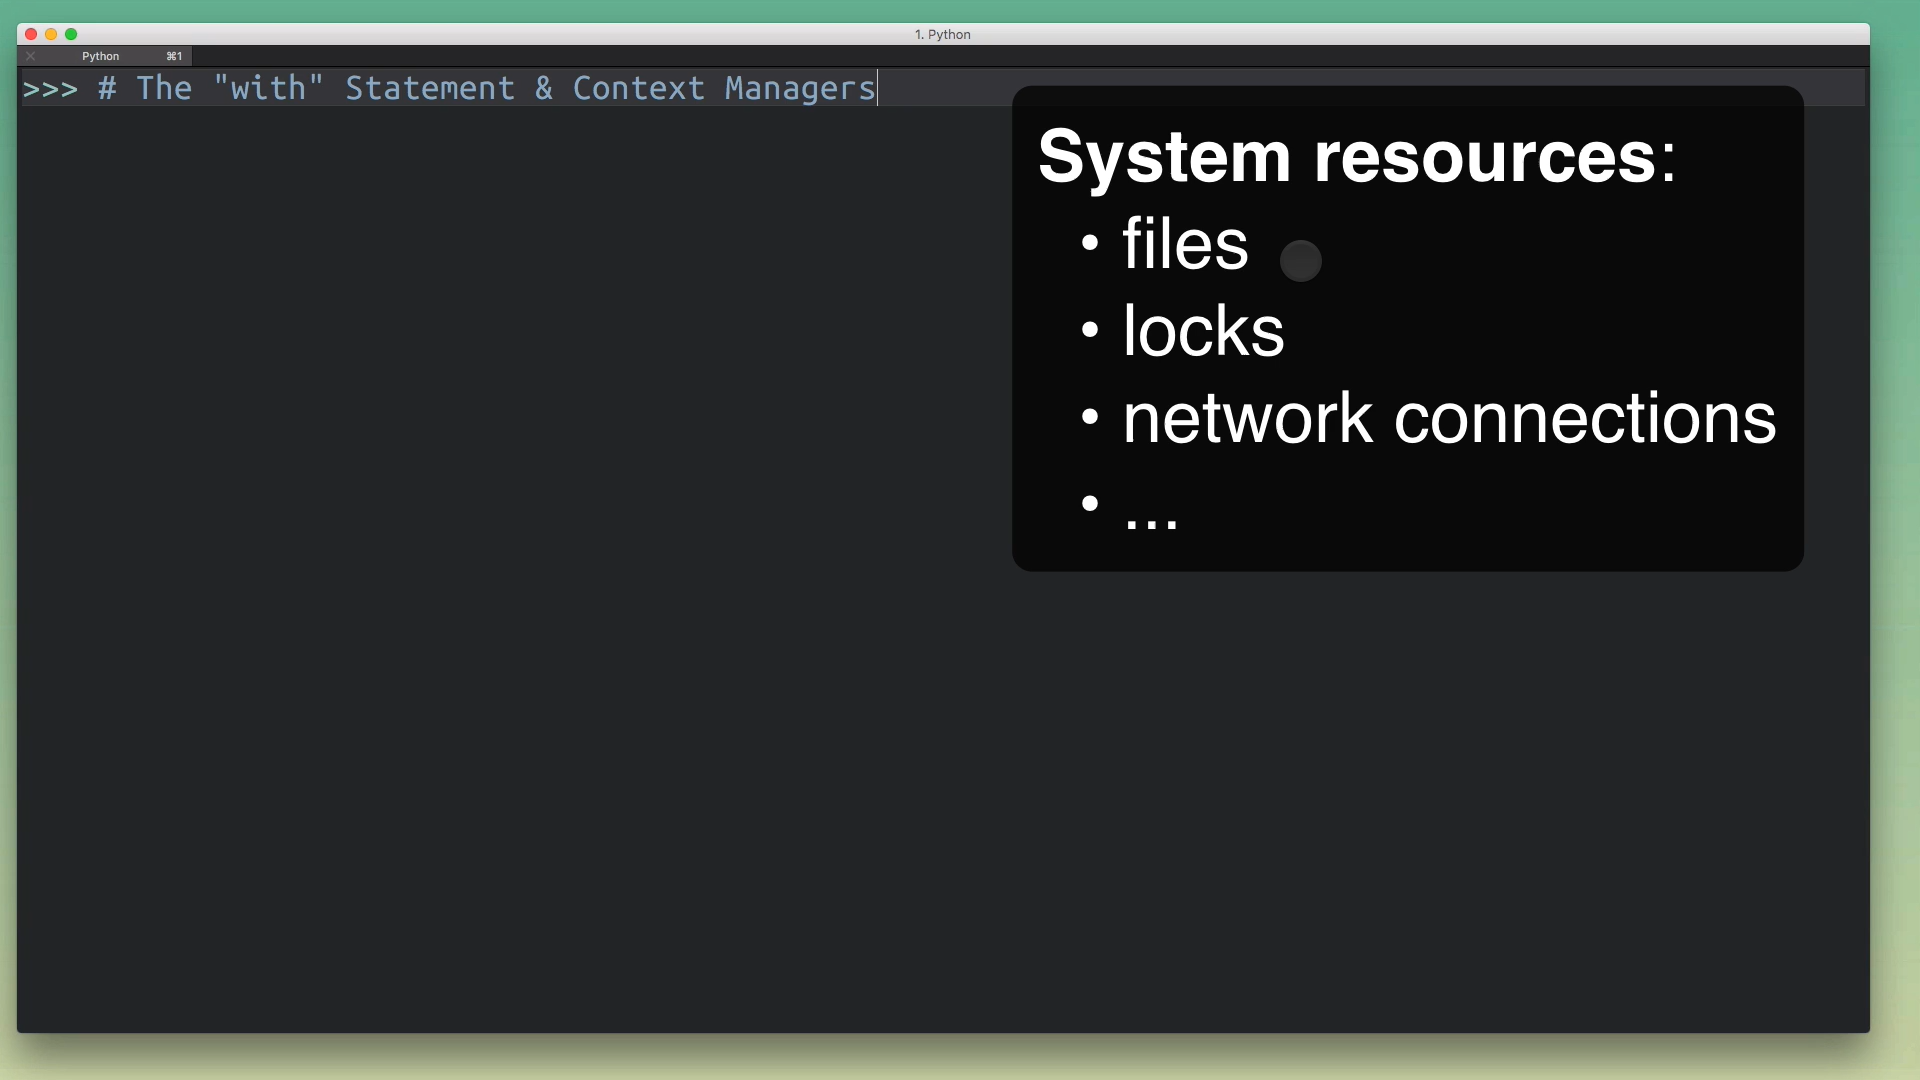 1. Python
Python ⌘1
>>> # The "with" Statement & Context Managers
System resources:
• files
• locks
• network connections
• ...